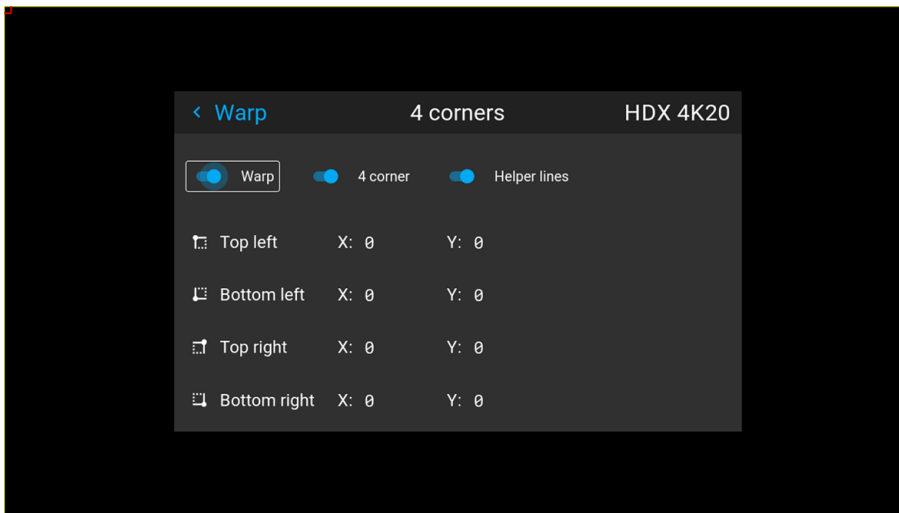 Warp 4 corners HDX 4K20
Warp 4 corner Helper lines
Top left X: 0 Y: 0
Bottom left X: 0 Y: 0
Top right X: 0 Y: 0
Bottom right X: 0 Y: 0